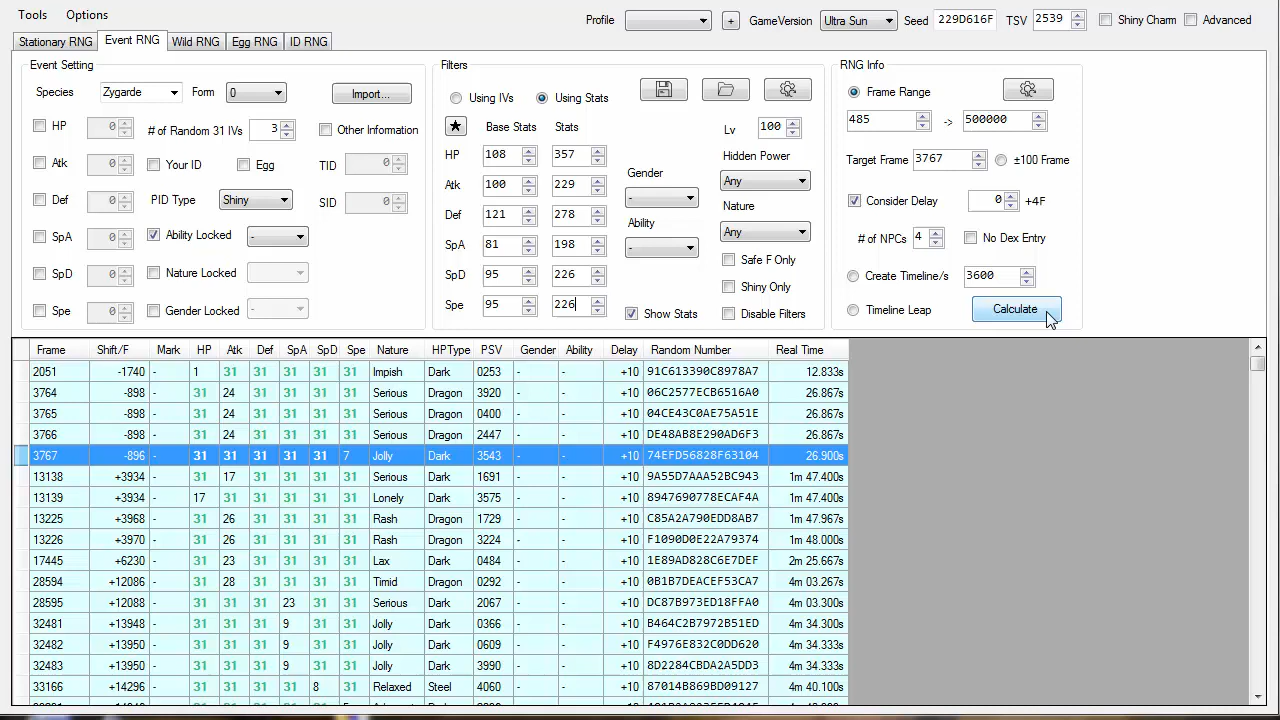 Tools Options
Profile + GameVersion Ultra Sun Seed 229D616F TSV 2539 Shiny Charm Advanced
Stationary RNG Event RNG Wild RNG Egg RNG ID RNG
Event Setting
Species Zygarde Form 0 Import...
HP 0 # of Random 31 IVs 3 Other Information
Atk 0 Your ID Egg TID 0
Def 0 PID Type Shiny SID 0
SpA 0 Ability Locked -
SpD 0 Nature Locked
Spe 0 Gender Locked -
Filters
Using IVs Using Stats
★ Base Stats Stats Lv 100
HP 108 357 Hidden Power
Atk 100 229 Gender Any
Def 121 278 - Nature
SpA 81 198 Ability Any
SpD 95 226 - Safe F Only
Shiny Only
Spe 95 226 Show Stats Disable Filters
RNG Info
Frame Range
485 -> 500000
Target Frame 3767 ±100 Frame
Consider Delay 0 +4F
# of NPCs 4 No Dex Entry
Create Timeline/s 3600
Timeline Leap Calculate
Frame Shift/F Mark HP Atk Def SpA SpD Spe Nature HPType PSV Gender Ability Delay Random Number Real Time
2051 -1740 - 1 31 31 31 31 31 Impish Dark 0253 - - +10 91C613390C8978A7 12.833s
3764 -898 - 31 24 31 31 31 31 Serious Dragon 3920 - - +10 06C2577ECB6516A0 26.867s
3765 -898 - 31 24 31 31 31 31 Serious Dragon 0400 - - +10 04CE43C0AE75A51E 26.867s
3766 -898 - 31 24 31 31 31 31 Serious Dragon 2447 - - +10 DE48AB8E290AD6F3 26.867s
3767 -896 - 31 31 31 31 31 7 Jolly Dark 3543 - - +10 74EFD56828F63104 26.900s
13138 +3934 - 31 17 31 31 31 31 Serious Dark 1691 - - +10 9A55D7AAA52BC943 1m 47.400s
13139 +3934 - 17 31 31 31 31 31 Lonely Dark 3575 - - +10 8947690778ECAF4A 1m 47.400s
13225 +3968 - 31 26 31 31 31 31 Rash Dragon 1729 - - +10 C85A2A790EDD8AB7 1m 47.967s
13226 +3970 - 31 26 31 31 31 31 Rash Dragon 3224 - - +10 F1090D0E22A79374 1m 48.000s
17445 +6230 - 31 23 31 31 31 31 Lax Dark 0484 - - +10 1E89AD828C6E7DEF 2m 25.667s
28594 +12086 - 31 28 31 31 31 31 Timid Dragon 0292 - - +10 0B1B7DEACEF53CA7 4m 03.267s
28595 +12088 - 31 31 31 23 31 31 Serious Dark 2067 - - +10 DC87B973ED18FFA0 4m 03.300s
32481 +13948 - 31 31 31 9 31 31 Jolly Dark 0366 - - +10 B464C2B7972B51ED 4m 34.300s
32482 +13950 - 31 31 31 9 31 31 Jolly Dark 0609 - - +10 F4976E832C0DD620 4m 34.333s
32483 +13950 - 31 31 31 9 31 31 Jolly Dark 3990 - - +10 8D2284CBDA2A5DD3 4m 34.333s
33166 +14296 - 31 31 31 31 8 31 Relaxed Steel 4060 - - +10 87014B869BD09127 4m 40.100s